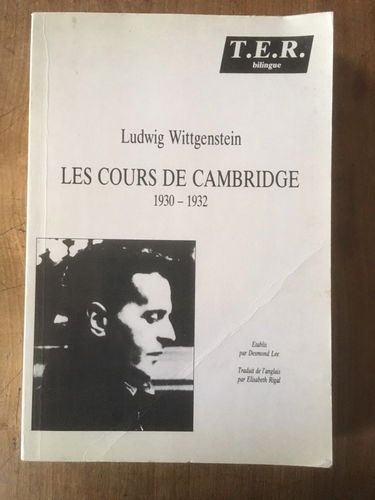 T.E.R.
bilingue
Ludwig Wittgenstein
LES COURS DE CAMBRIDGE
1930 – 1932
Etablis
par Desmond Lee
Traduit de l'anglais
par Elisabeth Rigal